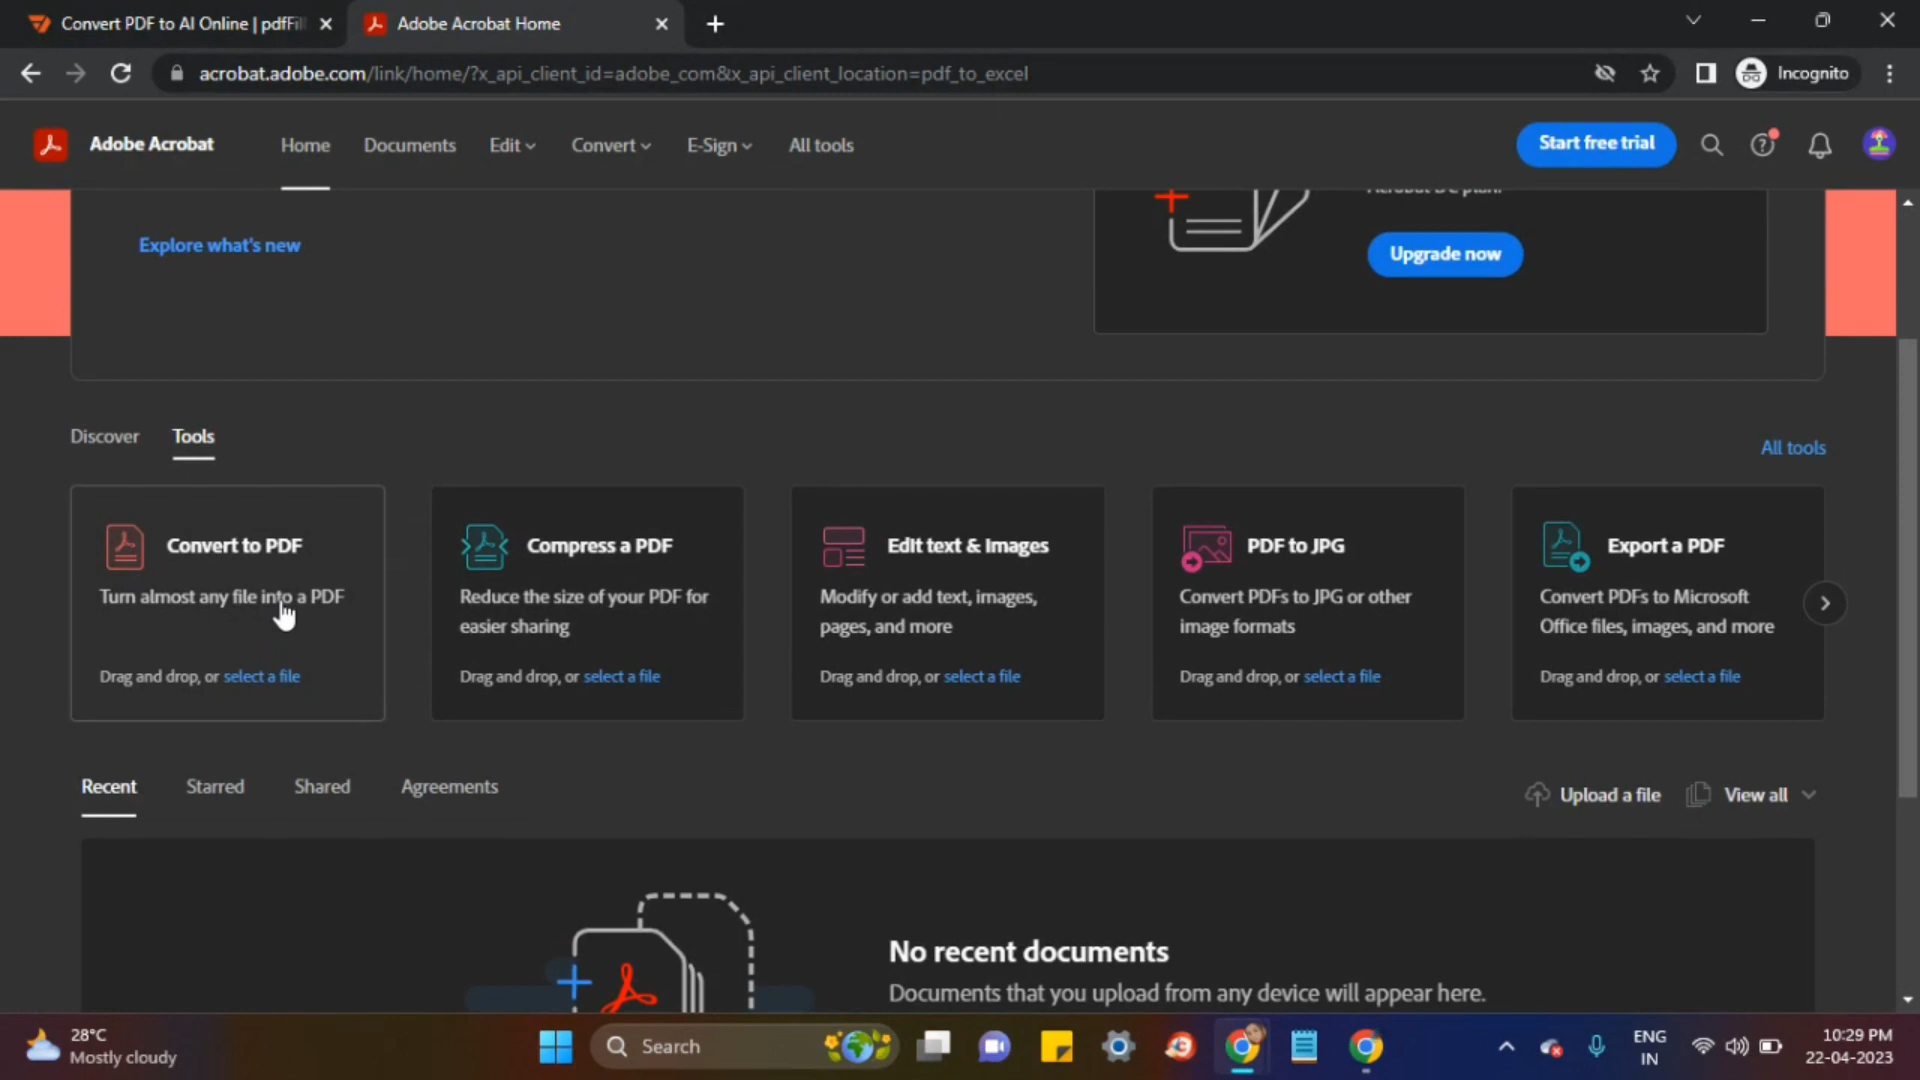 Convert PDF to AI Online | pdfFill
Adobe Acrobat Home
acrobat.adobe.com/link/home/?x_api_client_id=adobe_com&x_api_client_location=pdf_to_excel
Incognito
Adobe Acrobat
Home
Documents
Edit
Convert
E-Sign
All tools
Start free trial
Acrobat DC plan.
Explore what's new
Upgrade now
Discover
Tools
All tools
Convert to PDF
Turn almost any file into a PDF
Drag and drop, or select a file
Compress a PDF
Reduce the size of your PDF for
easier sharing
Drag and drop, or select a file
Edit text & images
Modify or add text, images,
pages, and more
Drag and drop, or select a file
PDF to JPG
Convert PDFs to JPG or other
image formats
Drag and drop, or select a file
Export a PDF
Convert PDFs to Microsoft
Office files, images, and more
Drag and drop, or select a file
Recent
Starred
Shared
Agreements
Upload a file
View all
No recent documents
Documents that you upload from any device will appear here.
28°C
Mostly cloudy
Search
ENG
IN
10:29 PM
22-04-2023